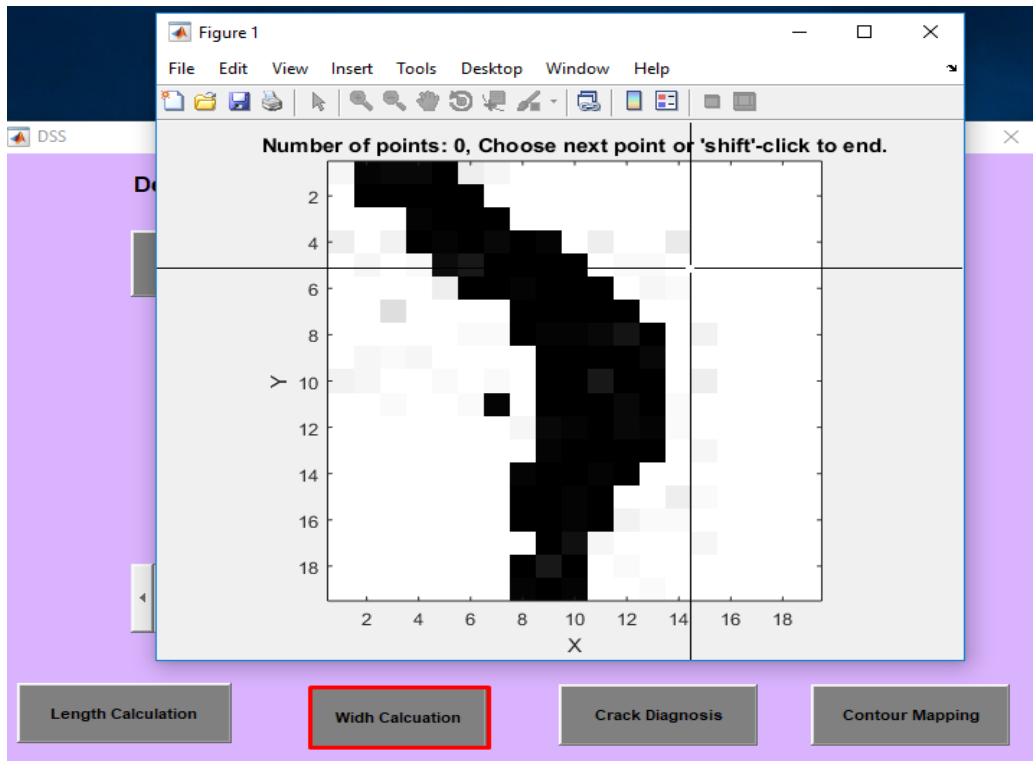 Figure 1
File Edit View Insert Tools Desktop Window Help
DSS
Number of points: 0, Choose next point or 'shift'-click to end.
2
4
6
8
10
12
14
16
18
Y
2 4 6 8 10 12 14 16 18
X
Length Calculation Widh Calcuation Crack Diagnosis Contour Mapping